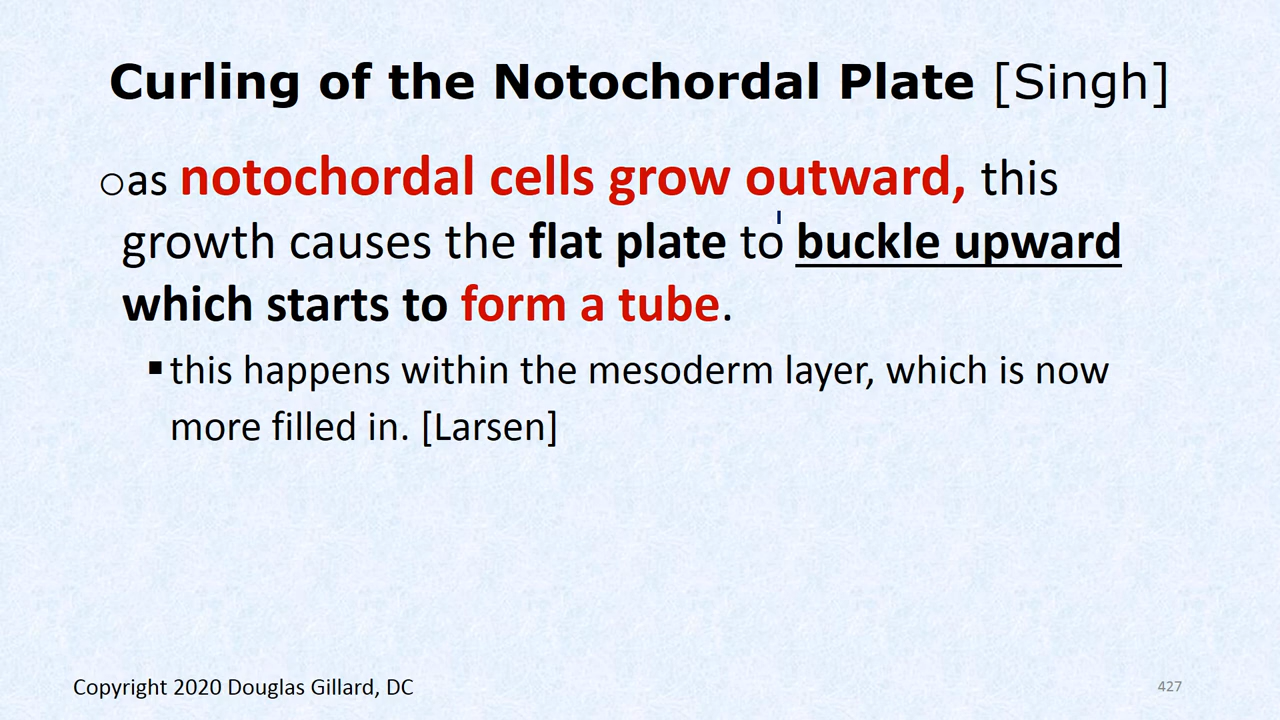 Curling of the Notochordal Plate [Singh]
as notochordal cells grow outward, this
growth causes the flat plate to buckle upward
which starts to form a tube.
this happens within the mesoderm layer, which is now
more filled in. [Larsen]
Copyright 2020 Douglas Gillard, DC
427